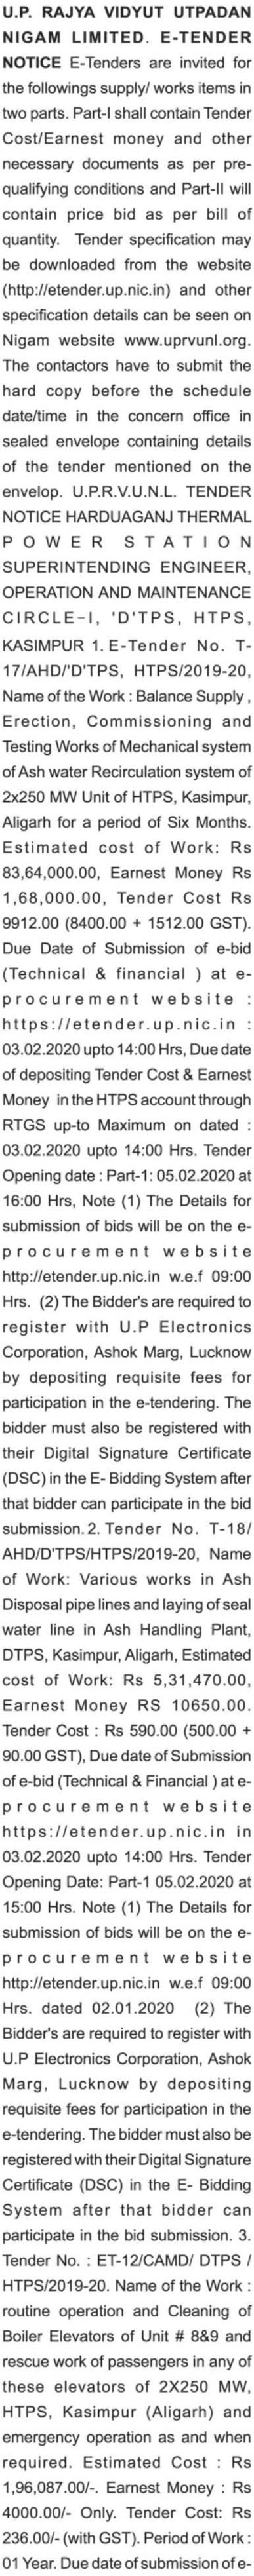 U.P. RAJYA VIDYUT UTPADAN
NIGAM LIMITED. E-TENDER
NOTICE E-Tenders are invited for
the followings supply/ works items in
two parts. Part-I shall contain Tender
Cost/Earnest money and other
necessary documents as per pre-
qualifying conditions and Part-II will
contain price bid as per bill of
quantity. Tender specification may
be downloaded from the website
(http://etender.up.nic.in) and other
specification details can be seen on
Nigam website www.uprvunl.org.
The contactors have to submit the
hard copy before the schedule
date/time in the concern office in
sealed envelope containing details
of the tender mentioned on the
envelop. U.P.R.V.U.N.L. TENDER
NOTICE HARDUAGANJ THERMAL
P O W E R S T A T I O N
SUPERINTENDING ENGINEER,
OPERATION AND MAINTENANCE
CIRCLE-I, 'D'TPS, HTPS,
KASIMPUR 1. E-Tender No. T-
17/AHD/'D'TPS, HTPS/2019-20,
Name of the Work : Balance Supply ,
Erection, Commissioning and
Testing Works of Mechanical system
of Ash water Recirculation system of
2x250 MW Unit of HTPS, Kasimpur,
Aligarh for a period of Six Months.
Estimated cost of Work: Rs
83,64,000.00, Earnest Money Rs
1,68,000.00, Tender Cost Rs
9912.00 (8400.00 + 1512.00 GST).
Due Date of Submission of e-bid
(Technical & financial ) at e-
procurement website :
https://etender.up.nic.in :
03.02.2020 upto 14:00 Hrs, Due date
of depositing Tender Cost & Earnest
Money in the HTPS account through
RTGS up-to Maximum on dated :
03.02.2020 upto 14:00 Hrs. Tender
Opening date : Part-1: 05.02.2020 at
16:00 Hrs, Note (1) The Details for
submission of bids will be on the e-
procurement website
http://etender.up.nic.in w.e.f 09:00
Hrs. (2) The Bidder's are required to
register with U.P Electronics
Corporation, Ashok Marg, Lucknow
by depositing requisite fees for
participation in the e-tendering. The
bidder must also be registered with
their Digital Signature Certificate
(DSC) in the E- Bidding System after
that bidder can participate in the bid
submission. 2. Tender No. T-18/
AHD/D'TPS/HTPS/2019-20, Name
of Work: Various works in Ash
Disposal pipe lines and laying of seal
water line in Ash Handling Plant,
DTPS, Kasimpur, Aligarh, Estimated
cost of Work: Rs 5,31,470.00,
Earnest Money RS 10650.00.
Tender Cost : Rs 590.00 (500.00 +
90.00 GST), Due date of Submission
of e-bid (Technical & Financial ) at e-
procurement website
https://etender.up.nic.in in
03.02.2020 upto 14:00 Hrs. Tender
Opening Date: Part-1 05.02.2020 at
15:00 Hrs. Note (1) The Details for
submission of bids will be on the e-
procurement website
http://etender.up.nic.in w.e.f 09:00
Hrs. dated 02.01.2020 (2) The
Bidder's are required to register with
U.P Electronics Corporation, Ashok
Marg, Lucknow by depositing
requisite fees for participation in the
e-tendering. The bidder must also be
registered with their Digital Signature
Certificate (DSC) in the E- Bidding
System after that bidder can
participate in the bid submission. 3.
Tender No. : ET-12/CAMD/ DTPS /
HTPS/2019-20. Name of the Work :
routine operation and Cleaning of
Boiler Elevators of Unit # 8&9 and
rescue work of passengers in any of
these elevators of 2X250 MW,
HTPS, Kasimpur (Aligarh) and
emergency operation as and when
required. Estimated Cost : Rs
1,96,087.00/-. Earnest Money : Rs
4000.00/- Only. Tender Cost: Rs
236.00/- (with GST). Period of Work :
01 Year. Due date of submission of e-